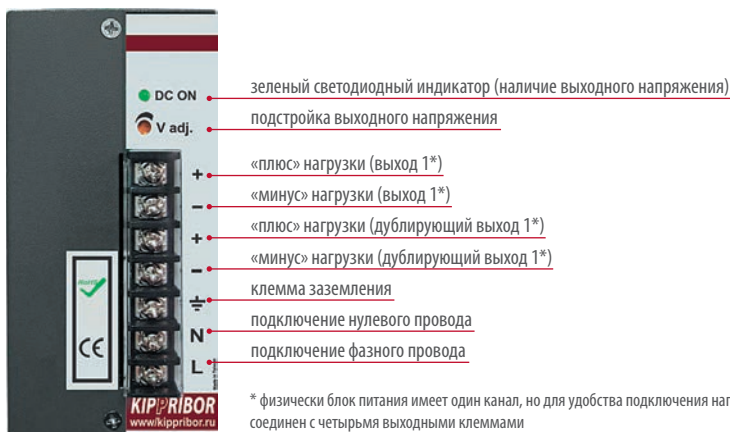 DC ON
зеленый светодиодный индикатор (наличие выходного напряжения)
V adj.
подстройка выходного напряжения
+
«плюс» нагрузки (выход 1*)
–
«минус» нагрузки (выход 1*)
+
«плюс» нагрузки (дублирующий выход 1*)
–
«минус» нагрузки (дублирующий выход 1*)
клемма заземления
N
подключение нулевого провода
L
подключение фазного провода
RoHS
CE
KIPPRIBOR
www/kippribor.ru
* физически блок питания имеет один канал, но для удобства подключения наг
соединен с четырьмя выходными клеммами